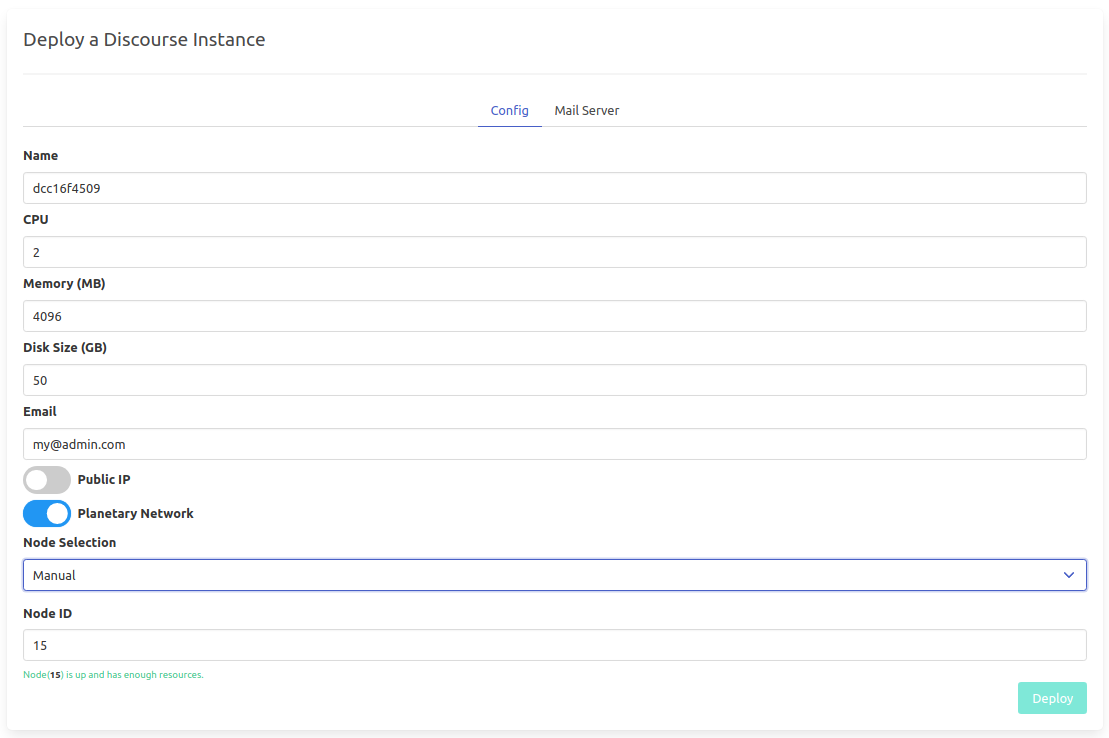 Deploy a Discourse Instance
Config Mail Server
Name
dcc16f4509
CPU
2
Memory (MB)
4096
Disk Size (GB)
50
Email
my@admin.com
Public IP
Planetary Network
Node Selection
Manual
Node ID
15
Node(15) is up and has enough resources.
Deploy